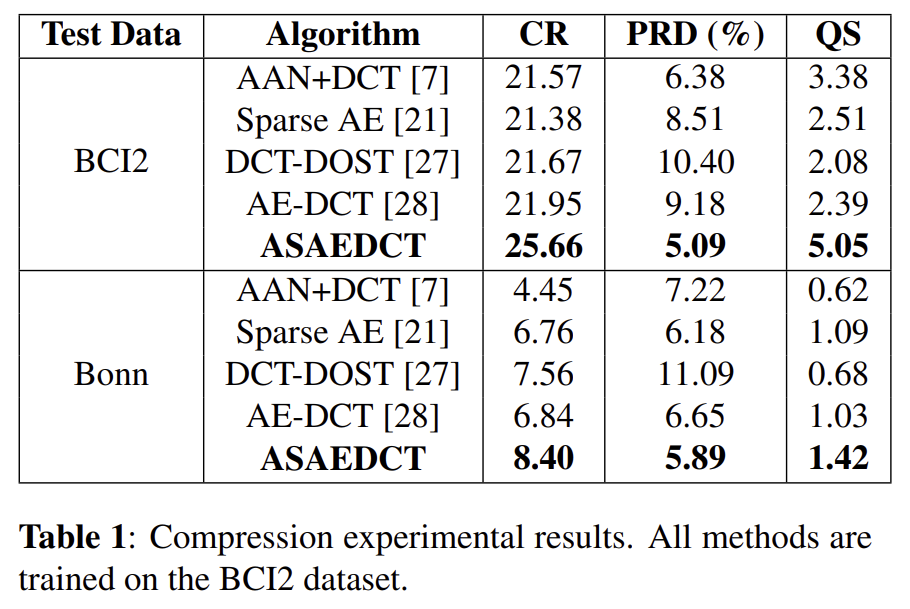 Test Data Algorithm CR PRD (%) QS
AAN+DCT [7] 21.57 6.38 3.38
Sparse AE [21] 21.38 8.51 2.51
BCI2 DCT-DOST [27] 21.67 10.40 2.08
AE-DCT [28] 21.95 9.18 2.39
ASAEDCT 25.66 5.09 5.05
AAN+DCT [7] 4.45 7.22 0.62
Sparse AE [21] 6.76 6.18 1.09
Bonn DCT-DOST [27] 7.56 11.09 0.68
AE-DCT [28] 6.84 6.65 1.03
ASAEDCT 8.40 5.89 1.42
Table 1: Compression experimental results. All methods are
trained on the BCI2 dataset.